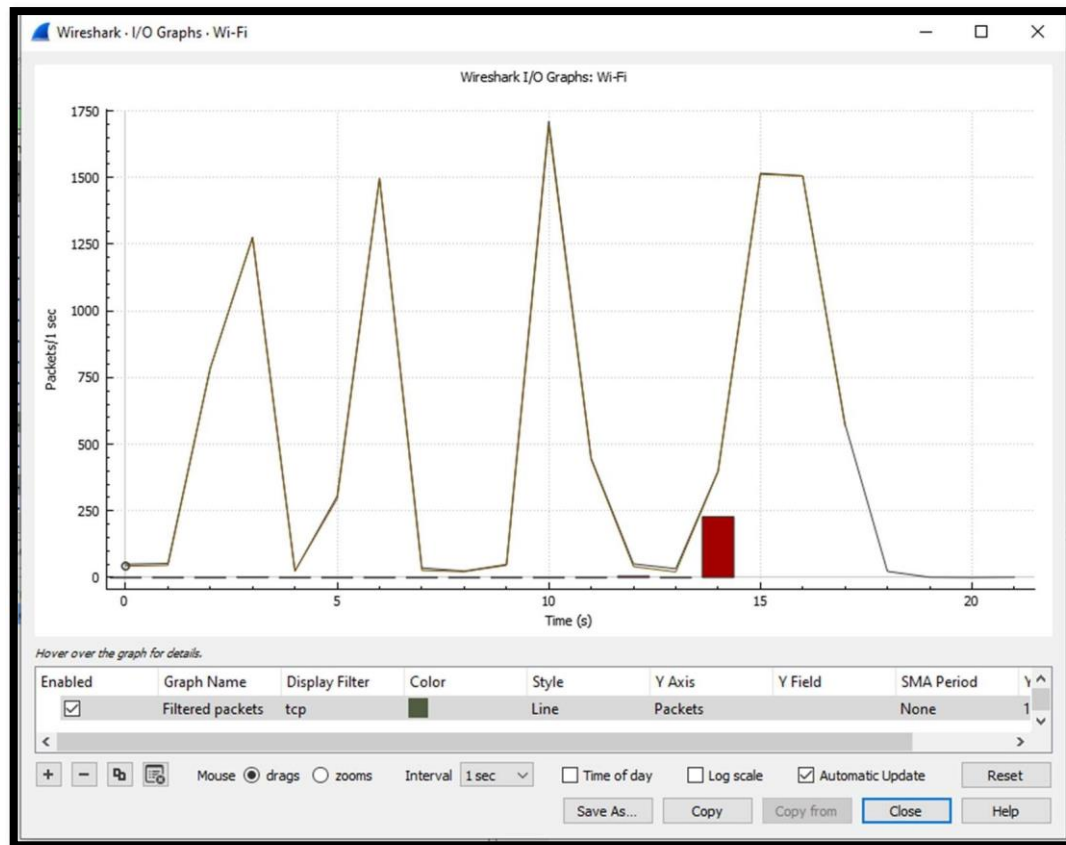 Wireshark · I/O Graphs · Wi-Fi
Wireshark I/O Graphs: Wi-Fi
1750
1500
1250
1000
750
500
250
0
Packets/1 sec
0 5 10 15 20
Time (s)
Hover over the graph for details.
Enabled Graph Name Display Filter Color Style Y Axis Y Field SMA Period Y
Filtered packets tcp Line Packets None 1
Mouse drags zooms Interval 1 sec Time of day Log scale Automatic Update Reset
Save As... Copy Copy from Close Help